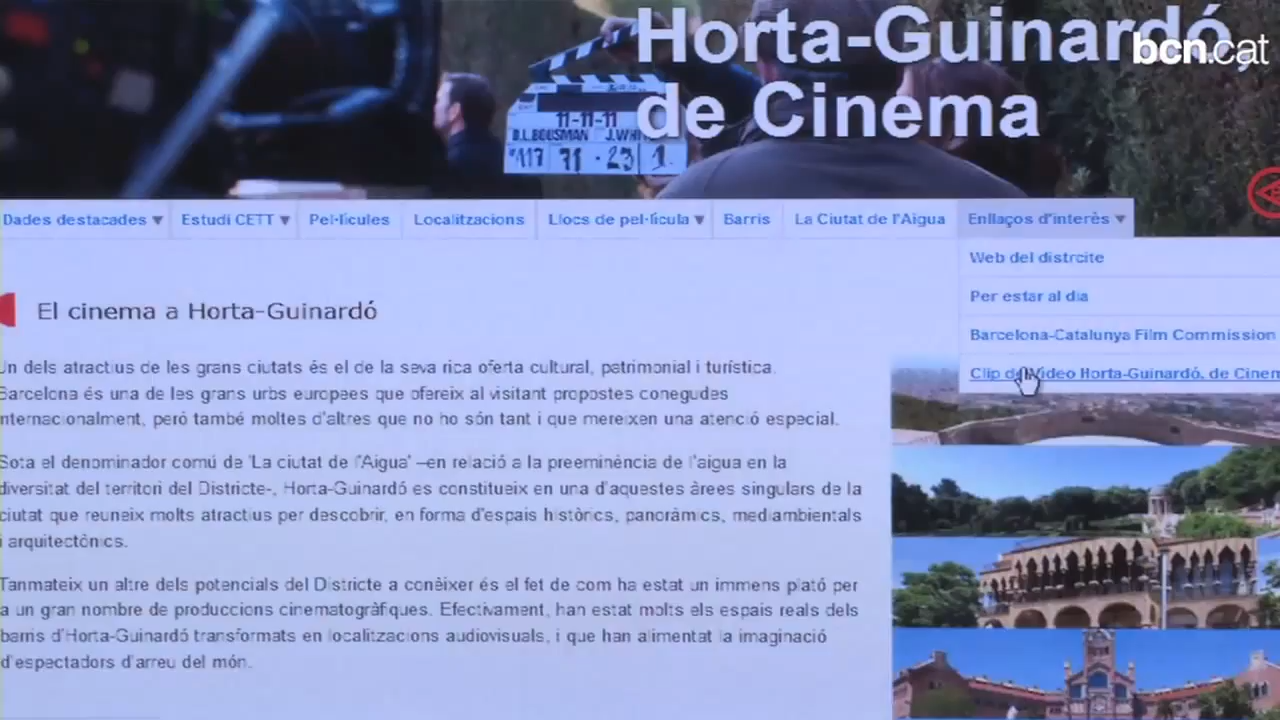 Horta-Guinardó,
de Cinema
bcn.cat
11-11-11
D.L.BOUSMAN J.WHI
117 71-23 1.
Dades destacades ▼ Estudi CETT ▼ Pel·lícules Localitzacions Llocs de pel·lícula ▼ Barris La Ciutat de l'Aigua Enllaços d'interès ▼
Web del distrcite
Per estar al dia
Barcelona-Catalunya Film Commission
Clip de Vídeo Horta-Guinardó, de Cinem
El cinema a Horta-Guinardó
Un dels atractius de les grans ciutats és el de la seva rica oferta cultural, patrimonial i turística.
Barcelona és una de les grans urbs europees que ofereix al visitant propostes conegudes
internacionalment, però també moltes d'altres que no ho són tant i que mereixen una atenció especial.
Sota el denominador comú de 'La ciutat de l'Aigua' –en relació a la preeminència de l'aigua en la
diversitat del territori del Districte-, Horta-Guinardó es constitueix en una d'aquestes àrees singulars de la
ciutat que reuneix molts atractius per descobrir, en forma d'espais històrics, panoràmics, mediambientals
i arquitectònics.
Tanmateix un altre dels potencials del Districte a conèixer és el fet de com ha estat un immens plató per
a un gran nombre de produccions cinematogràfiques. Efectivament, han estat molts els espais reals dels
barris d'Horta-Guinardó transformats en localitzacions audiovisuals, i que han alimentat la imaginació
d'espectadors d'arreu del món.